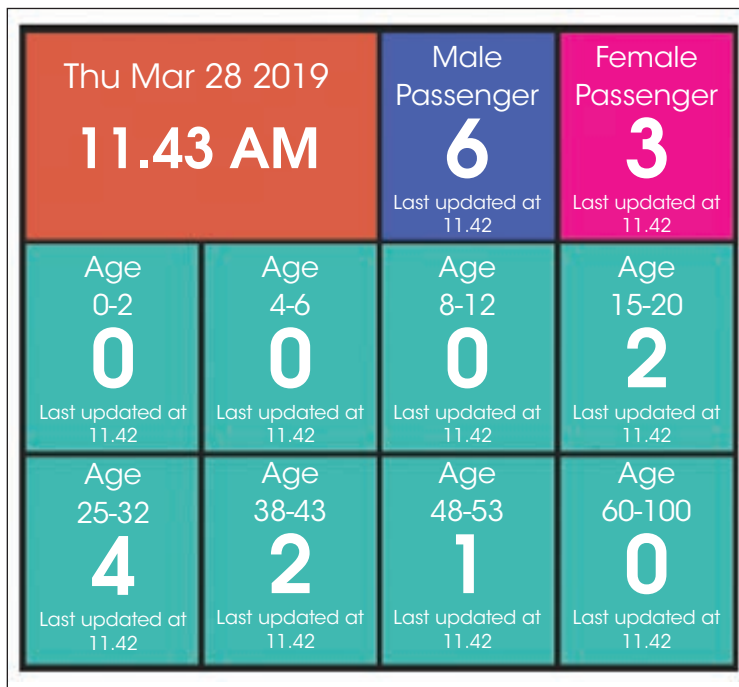 Thu Mar 28 2019
11.43 AM
Male
Passenger
6
Last updated at
11.42
Female
Passenger
3
Last updated at
11.42
Age
0-2
0
Last updated at
11.42
Age
4-6
0
Last updated at
11.42
Age
8-12
0
Last updated at
11.42
Age
15-20
2
Last updated at
11.42
Age
25-32
4
Last updated at
11.42
Age
38-43
2
Last updated at
11.42
Age
48-53
1
Last updated at
11.42
Age
60-100
0
Last updated at
11.42